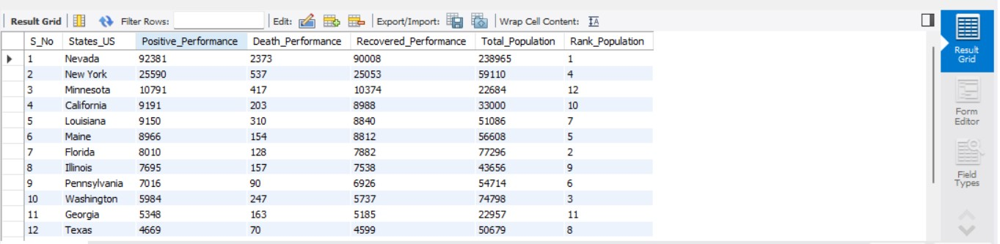 Result Grid Filter Rows: Edit: Export/Import: Wrap Cell Content: IA
S_No States_US Positive_Performance Death_Performance Recovered_Performance Total_Population Rank_Population
1 Nevada 92381 2373 90008 238965 1
2 New York 25590 537 25053 59110 4
3 Minnesota 10791 417 10374 22684 12
4 California 9191 203 8988 33000 10
5 Louisiana 9150 310 8840 51086 7
6 Maine 8966 154 8812 56608 5
7 Florida 8010 128 7882 77296 2
8 Illinois 7695 157 7538 43656 9
9 Pennsylvania 7016 90 6926 54714 6
10 Washington 5984 247 5737 74798 3
11 Georgia 5348 163 5185 22957 11
12 Texas 4669 70 4599 50679 8
Result
Grid
Form
Editor
Field
Types